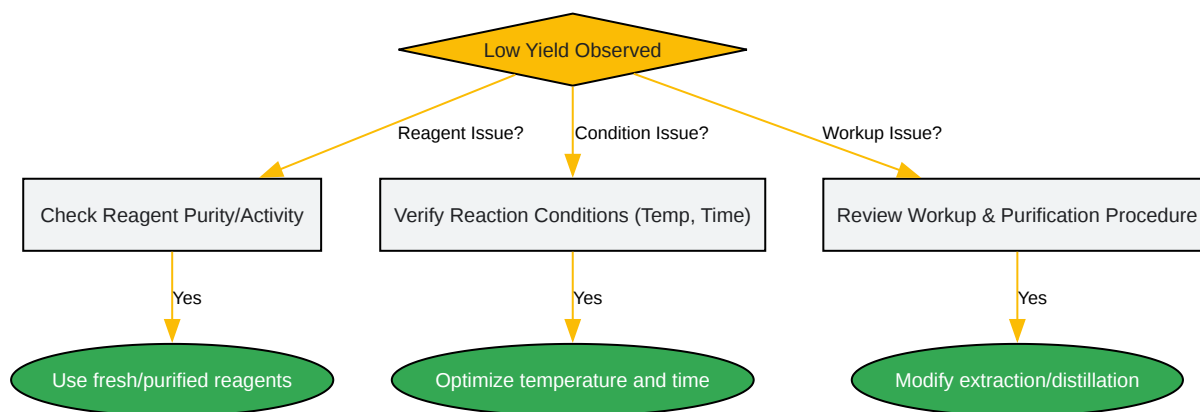 Low Yield Observed
Reagent Issue?
Condition Issue?
Workup Issue?
Check Reagent Purity/Activity
Verify Reaction Conditions (Temp, Time)
Review Workup & Purification Procedure
Yes
Yes
Yes
Use fresh/purified reagents
Optimize temperature and time
Modify extraction/distillation